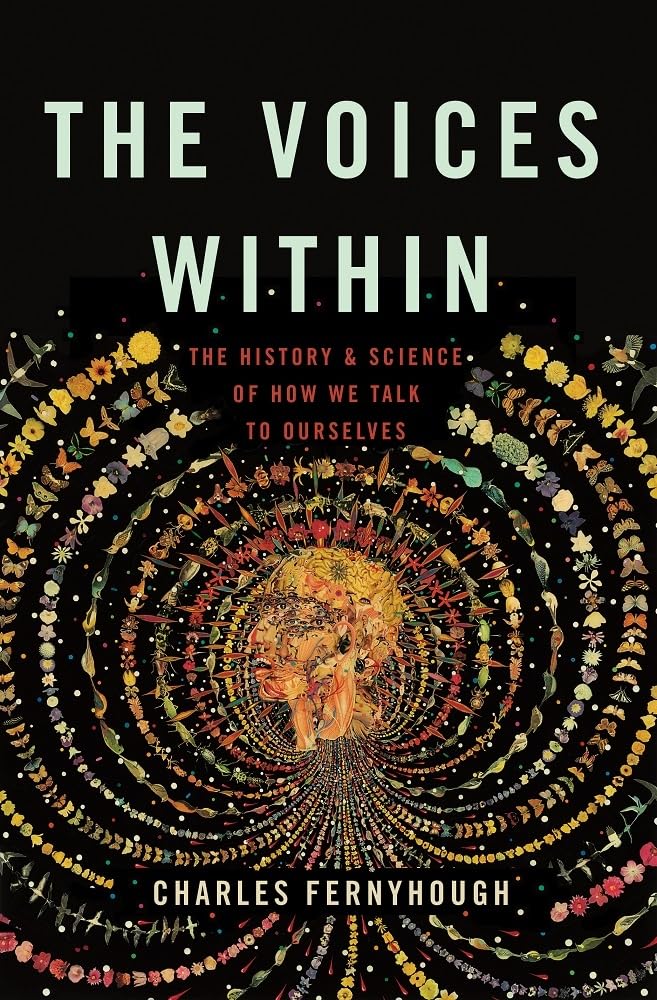 THE VOICES
WITHIN
THE HISTORY & SCIENCE
OF HOW WE TALK
TO OURSELVES
CHARLES FERNYHOUGH